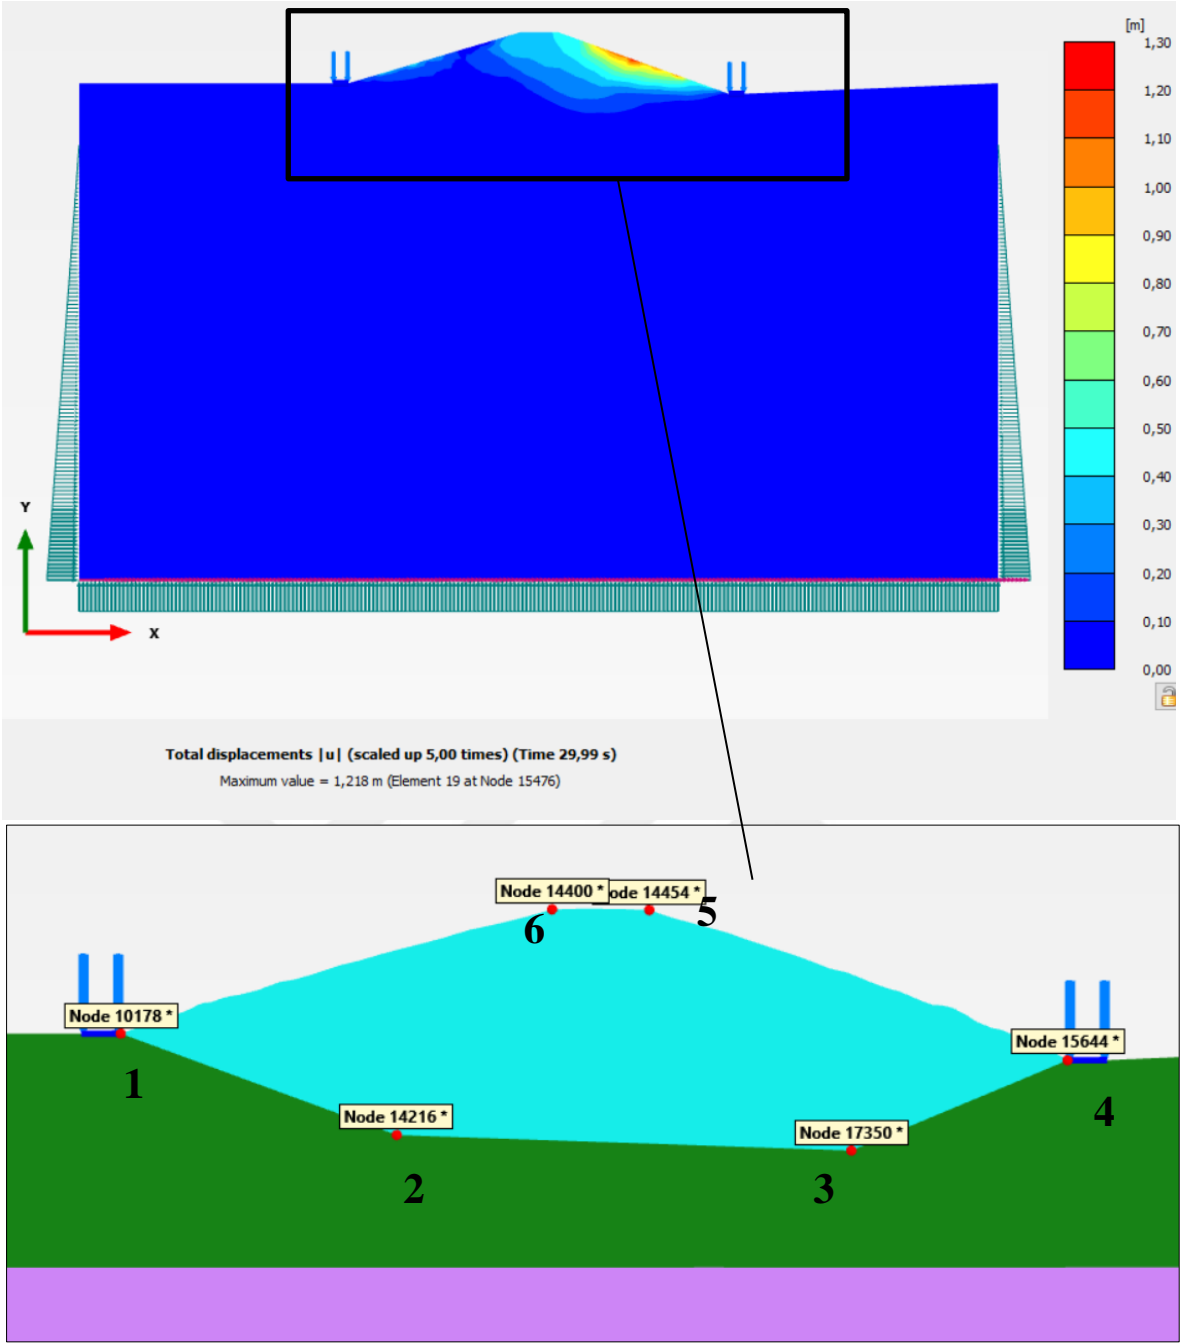 [m]
1,30
1,20
1,10
1,00
0,90
0,80
0,70
0,60
0,50
0,40
0,30
0,20
0,10
0,00
Y
X
Total displacements |u| (scaled up 5,00 times) (Time 29,99 s)
Maximum value = 1,218 m (Element 19 at Node 15476)
Node 14400 * ode 14454 *
6 5
Node 10178 *
Node 15644 *
1
4
Node 14216 *
Node 17350 *
2 3